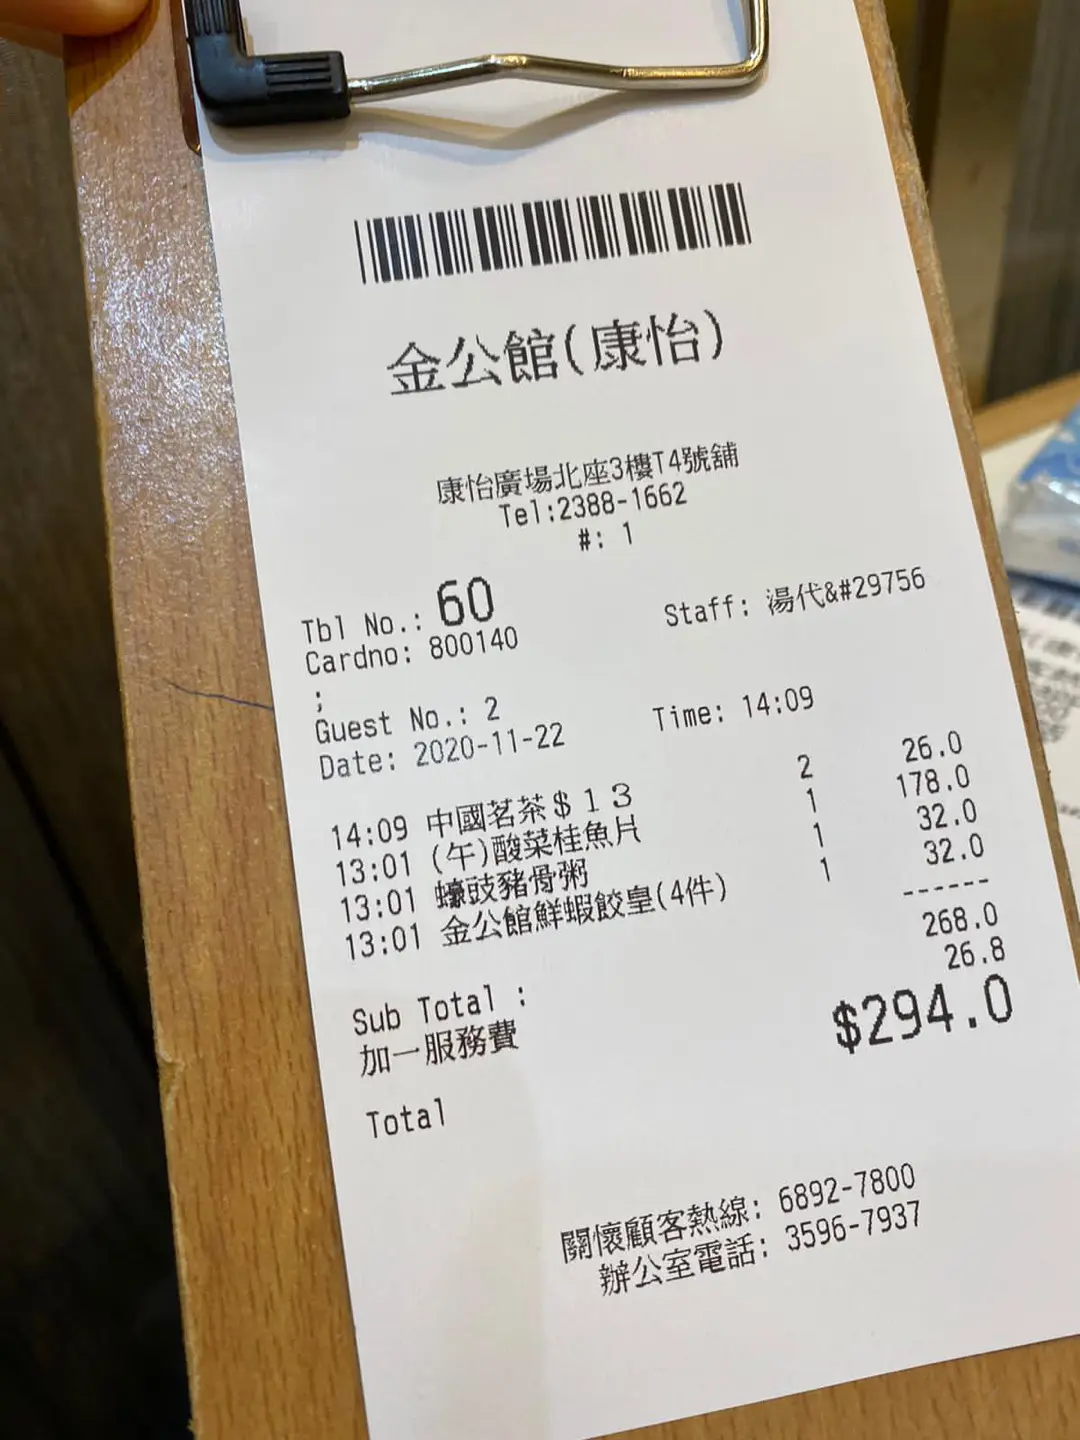 金公館(康怡)
康怡廣場北座3樓T4號舖
Tel:2388-1662
#: 1
Tbl No.: 60
Cardno: 800140 Staff: 湯代&#29756
;
Guest No.: 2
Date: 2020-11-22 Time: 14:09
14:09 中國茗茶$13 2 26.0
13:01 (午)酸菜桂魚片 1 178.0
13:01 蠔豉豬骨粥 1 32.0
13:01 金公館鮮蝦餃皇(4件) 1 32.0
------
Sub Total : 268.0
加一服務費 26.8
Total $294.0
關懷顧客熱線: 6892-7800
辦公室電話: 3596-7937